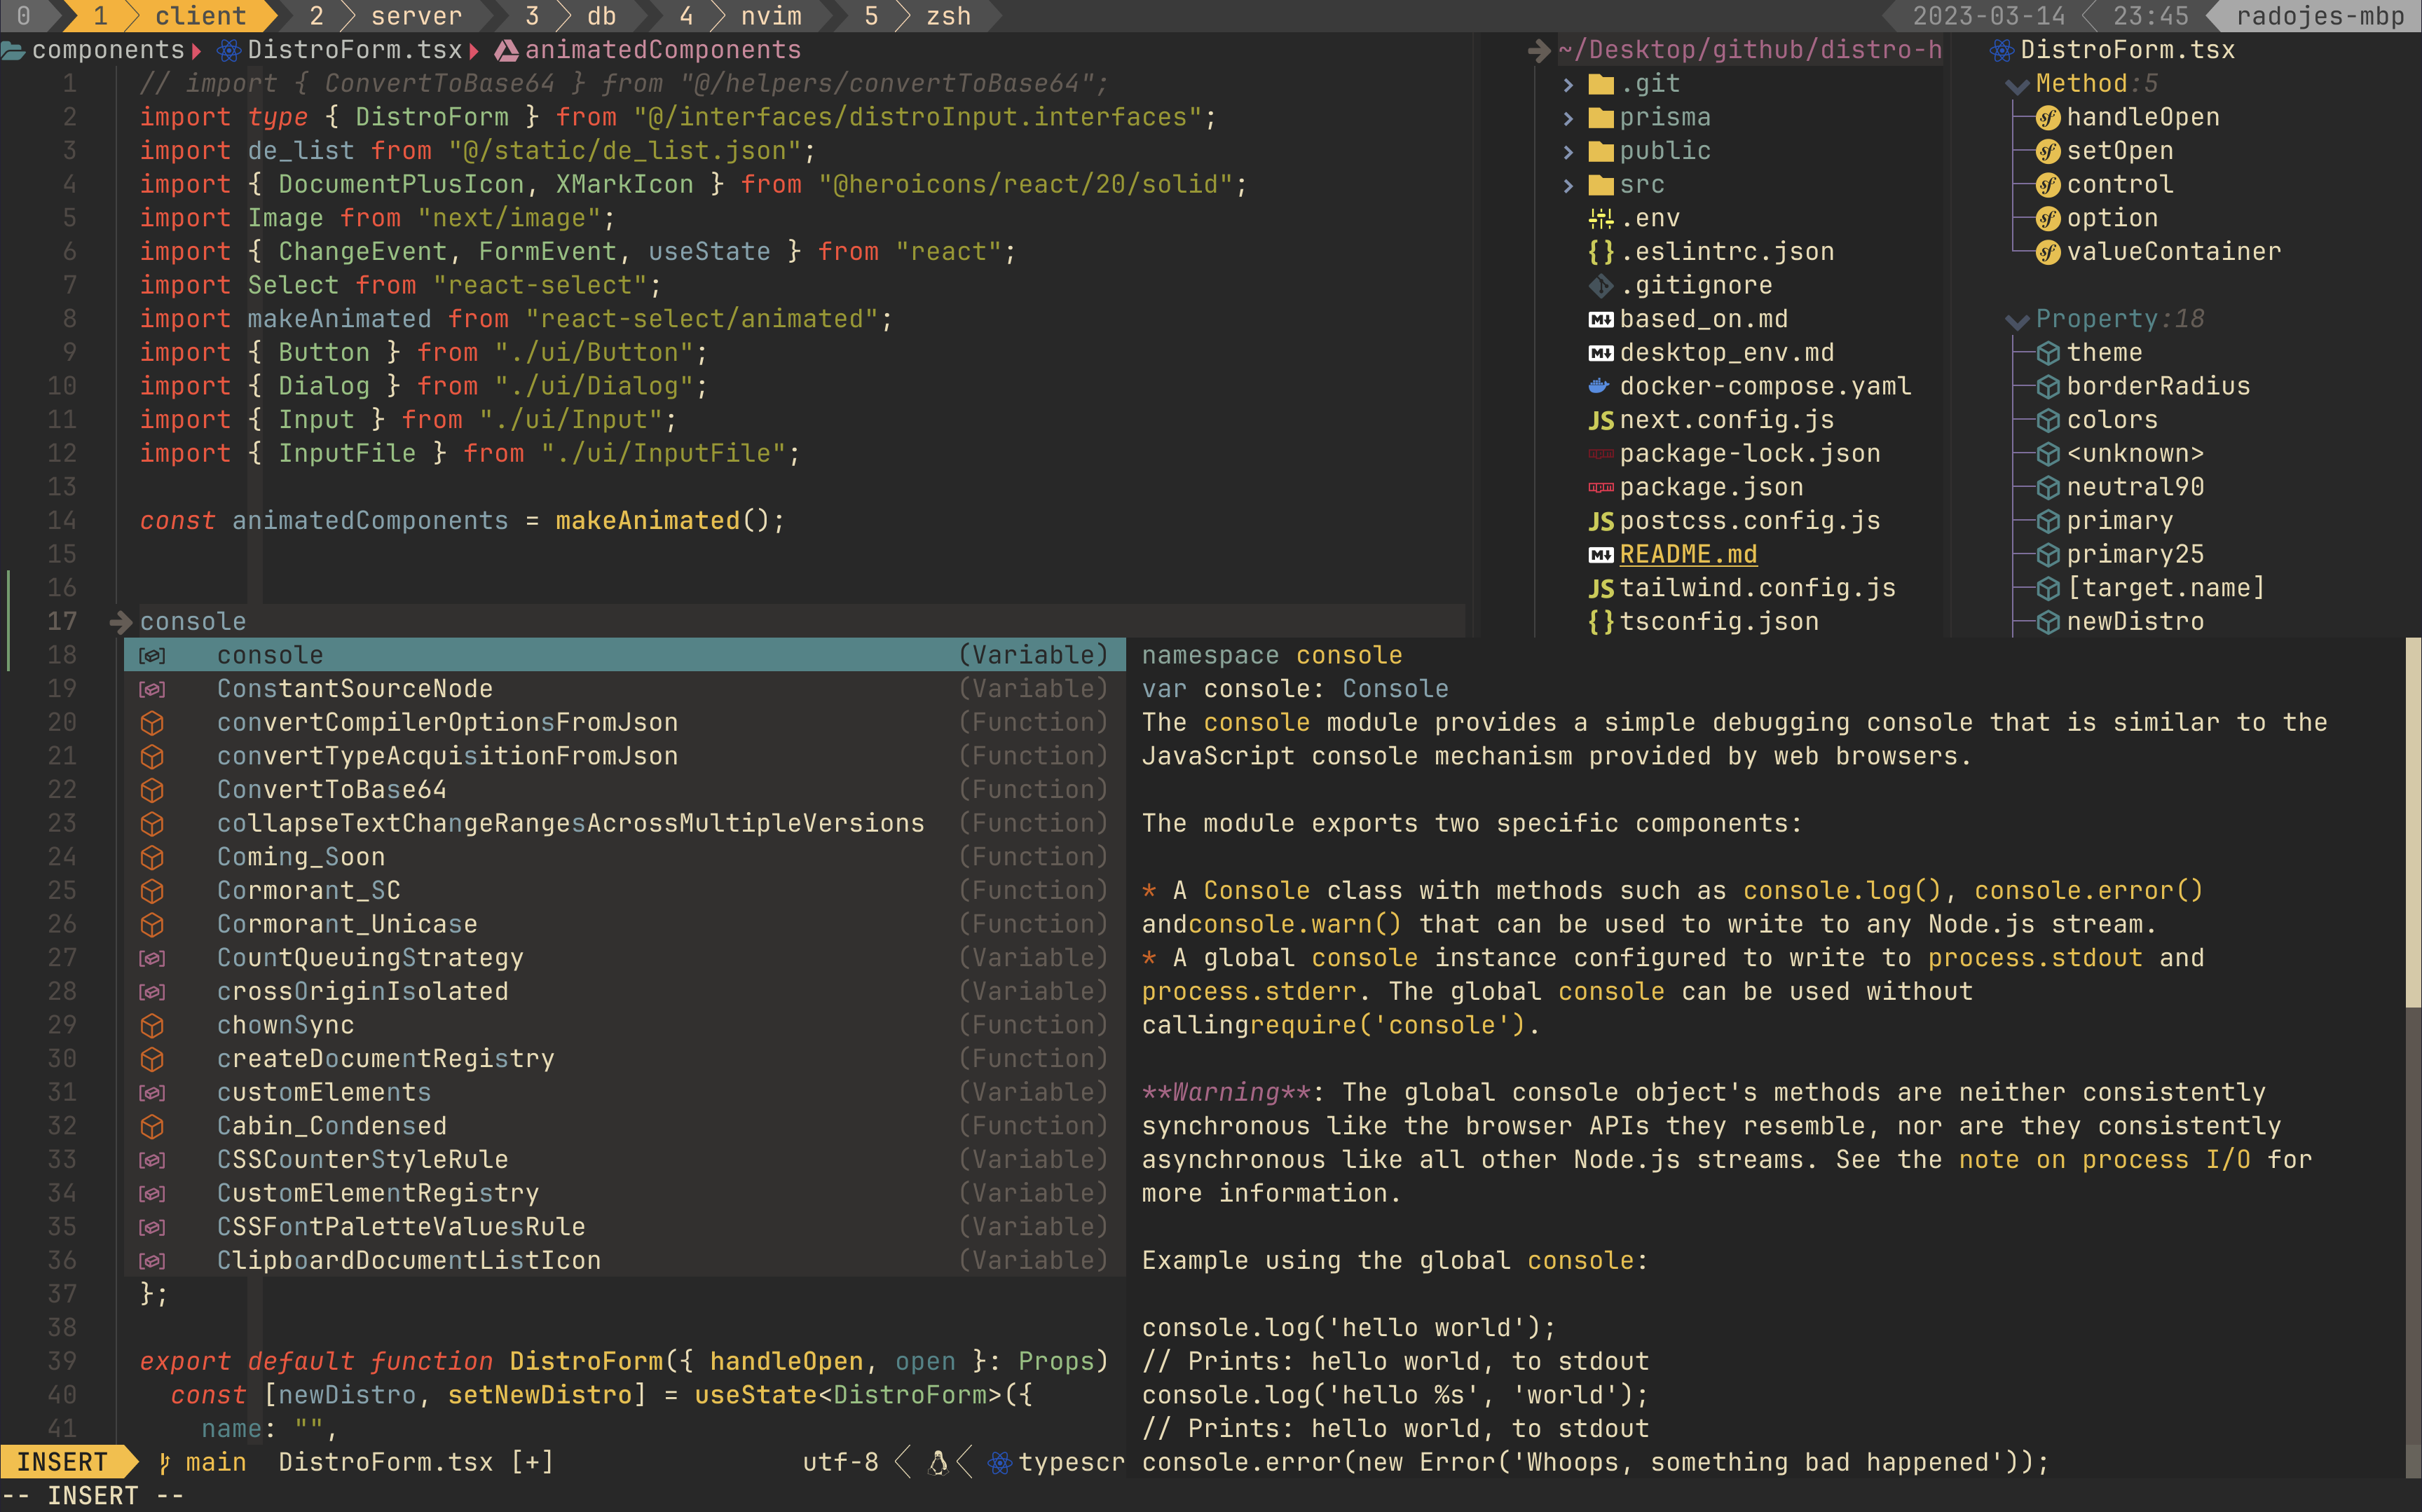 0 1 client 2 server 3 db 4 nvim 5 zsh 2023-03-14 23:45 radojes-mbp
components DistroForm.tsx animatedComponents
1 // import { ConvertToBase64 } from "@/helpers/convertToBase64";
2 import type { DistroForm } from "@/interfaces/distroInput.interfaces";
3 import de_list from "@/static/de_list.json";
4 import { DocumentPlusIcon, XMarkIcon } from "@heroicons/react/20/solid";
5 import Image from "next/image";
6 import { ChangeEvent, FormEvent, useState } from "react";
7 import Select from "react-select";
8 import makeAnimated from "react-select/animated";
9 import { Button } from "./ui/Button";
10 import { Dialog } from "./ui/Dialog";
11 import { Input } from "./ui/Input";
12 import { InputFile } from "./ui/InputFile";
13
14 const animatedComponents = makeAnimated();
15
16
17 console
18 console (Variable)
19 ConstantSourceNode (Variable)
20 convertCompilerOptionsFromJson (Function)
21 convertTypeAcquisitionFromJson (Function)
22 ConvertToBase64 (Function)
23 collapseTextChangeRangesAcrossMultipleVersions (Function)
24 Coming_Soon (Function)
25 Cormorant_SC (Function)
26 Cormorant_Unicase (Function)
27 CountQueuingStrategy (Variable)
28 crossOriginIsolated (Variable)
29 chownSync (Function)
30 createDocumentRegistry (Function)
31 customElements (Variable)
32 Cabin_Condensed (Function)
33 CSSCounterStyleRule (Variable)
34 CustomElementRegistry (Variable)
35 CSSFontPaletteValuesRule (Variable)
36 ClipboardDocumentListIcon (Variable)
37 };
38
39 export default function DistroForm({ handleOpen, open }: Props)
40 const [newDistro, setNewDistro] = useState<DistroForm>({
41 name: "",
~/Desktop/github/distro-h
.git
prisma
public
src
.env
{} .eslintrc.json
.gitignore
M↓ based_on.md
M↓ desktop_env.md
docker-compose.yaml
JS next.config.js
npm package-lock.json
npm package.json
JS postcss.config.js
M↓ README.md
JS tailwind.config.js
{} tsconfig.json
DistroForm.tsx
Method:5
sf handleOpen
sf setOpen
sf control
sf option
sf valueContainer
Property:18
theme
borderRadius
colors
<unknown>
neutral90
primary
primary25
[target.name]
newDistro
namespace console
var console: Console
The console module provides a simple debugging console that is similar to the
JavaScript console mechanism provided by web browsers.
The module exports two specific components:
* A Console class with methods such as console.log(), console.error()
andconsole.warn() that can be used to write to any Node.js stream.
* A global console instance configured to write to process.stdout and
process.stderr. The global console can be used without
callingrequire('console').
**Warning**: The global console object's methods are neither consistently
synchronous like the browser APIs they resemble, nor are they consistently
asynchronous like all other Node.js streams. See the note on process I/O for
more information.
Example using the global console:
console.log('hello world');
// Prints: hello world, to stdout
console.log('hello %s', 'world');
// Prints: hello world, to stdout
console.error(new Error('Whoops, something bad happened'));
INSERT main DistroForm.tsx [+] utf-8 typescr
-- INSERT --